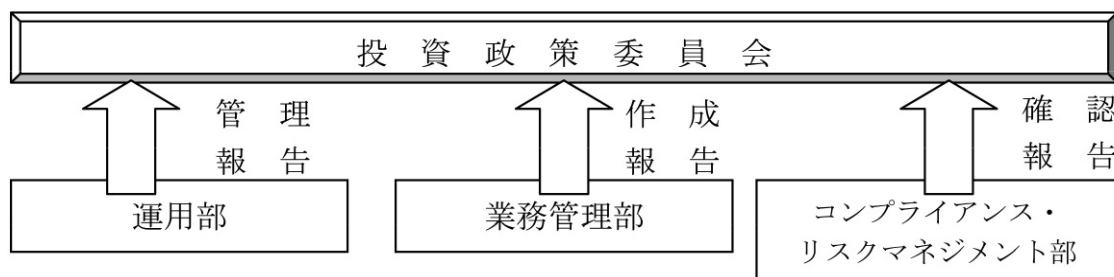 投資政策委員会
管理
報告
作成
報告
確認
報告
運用部
業務管理部
コンプライアンス・
リスクマネジメント部